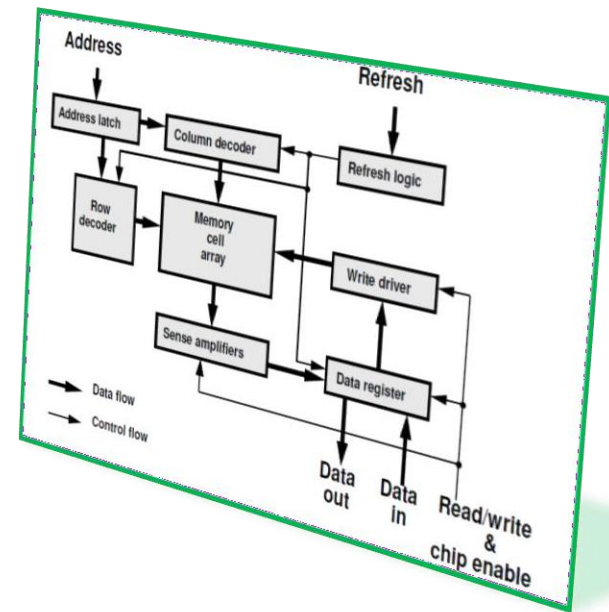 Address
Refresh
Address latch
Column decoder
Refresh logic
Row
decoder
Memory
cell
array
Write driver
Sense amplifiers
Data register
Data flow
Control flow
Data
out
Data
in
Read/write
&
chip enable